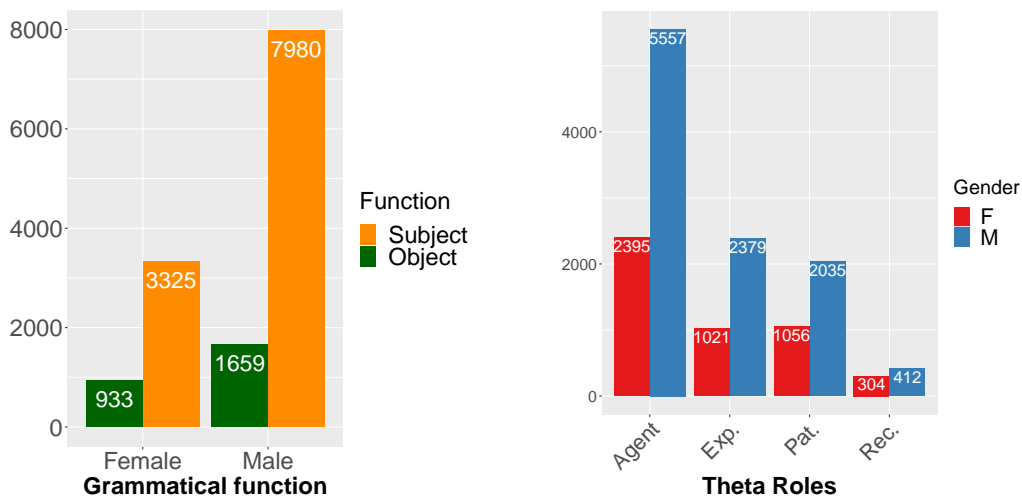 8000
6000
4000
2000
0
7980
3325
1659
933
Female Male
Grammatical function
Function
Subject
Object
4000
2000
0
5557
2395
2379
1021
2035
1056
304
412
Agent Exp. Pat. Rec.
Theta Roles
Gender
F
M